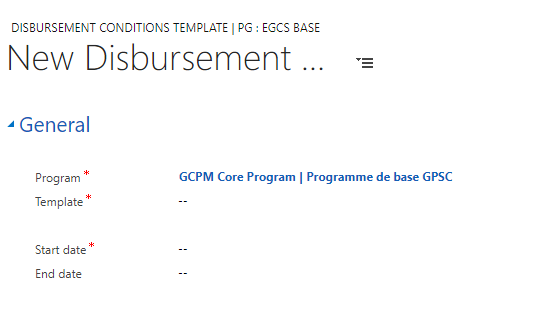 DISBURSEMENT CONDITIONS TEMPLATE | PG : EGCS BASE
New Disbursement ...
General
Program* GCPM Core Program | Programme de base GPSC
Template* --
Start date* --
End date --